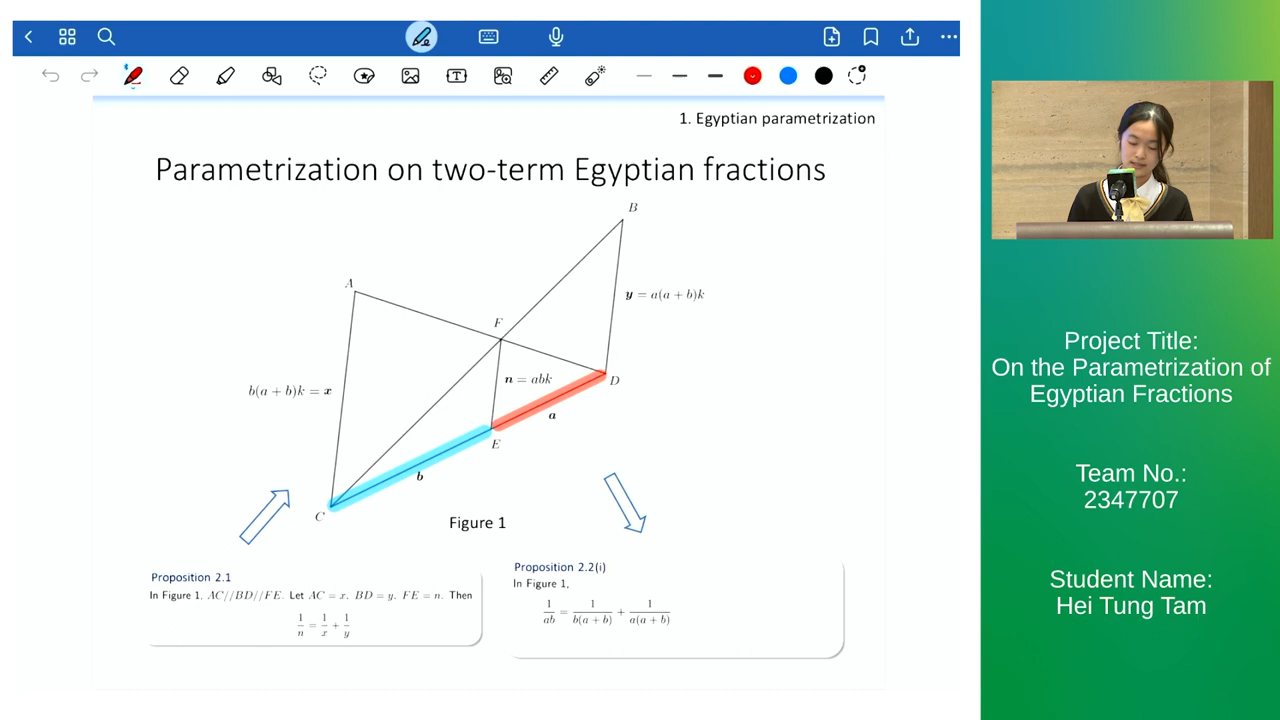 1. Egyptian parametrization
Parametrization on two-term Egyptian fractions
B
A
y = a(a + b)k
F
n = abk
b(a + b)k = x
D
a
E
b
C
Figure 1
Proposition 2.1
In Figure 1, AC//BD//FE. Let AC = x, BD = y, FE = n. Then
1/n = 1/x + 1/y
Proposition 2.2(i)
In Figure 1,
1/ab = 1/b(a + b) + 1/a(a + b)
Project Title:
On the Parametrization of
Egyptian Fractions
Team No.:
2347707
Student Name:
Hei Tung Tam